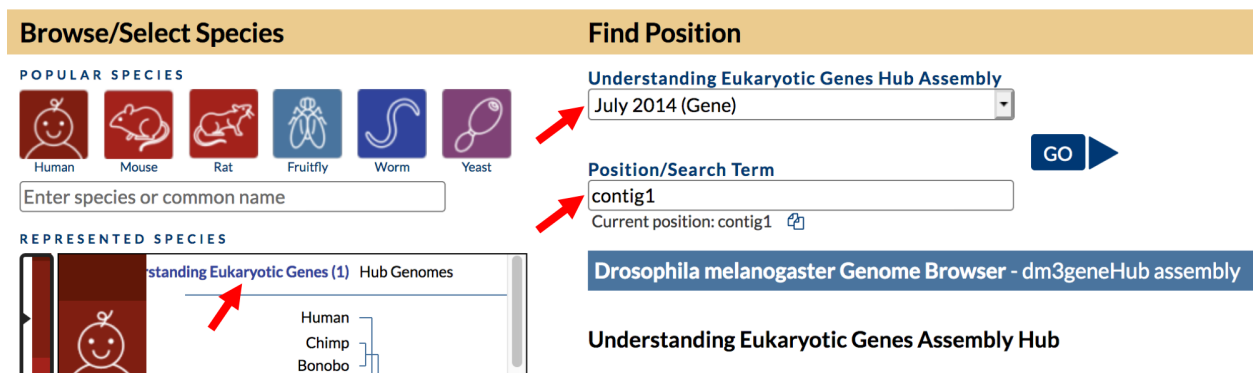 Browse/Select Species
POPULAR SPECIES
Human Mouse Rat Fruitfly Worm Yeast
Enter species or common name
REPRESENTED SPECIES
rstanding Eukaryotic Genes (1) Hub Genomes
Human
Chimp
Bonobo
Find Position
Understanding Eukaryotic Genes Hub Assembly
July 2014 (Gene)
GO
Position/Search Term
contig1
Current position: contig1
Drosophila melanogaster Genome Browser - dm3geneHub assembly
Understanding Eukaryotic Genes Assembly Hub